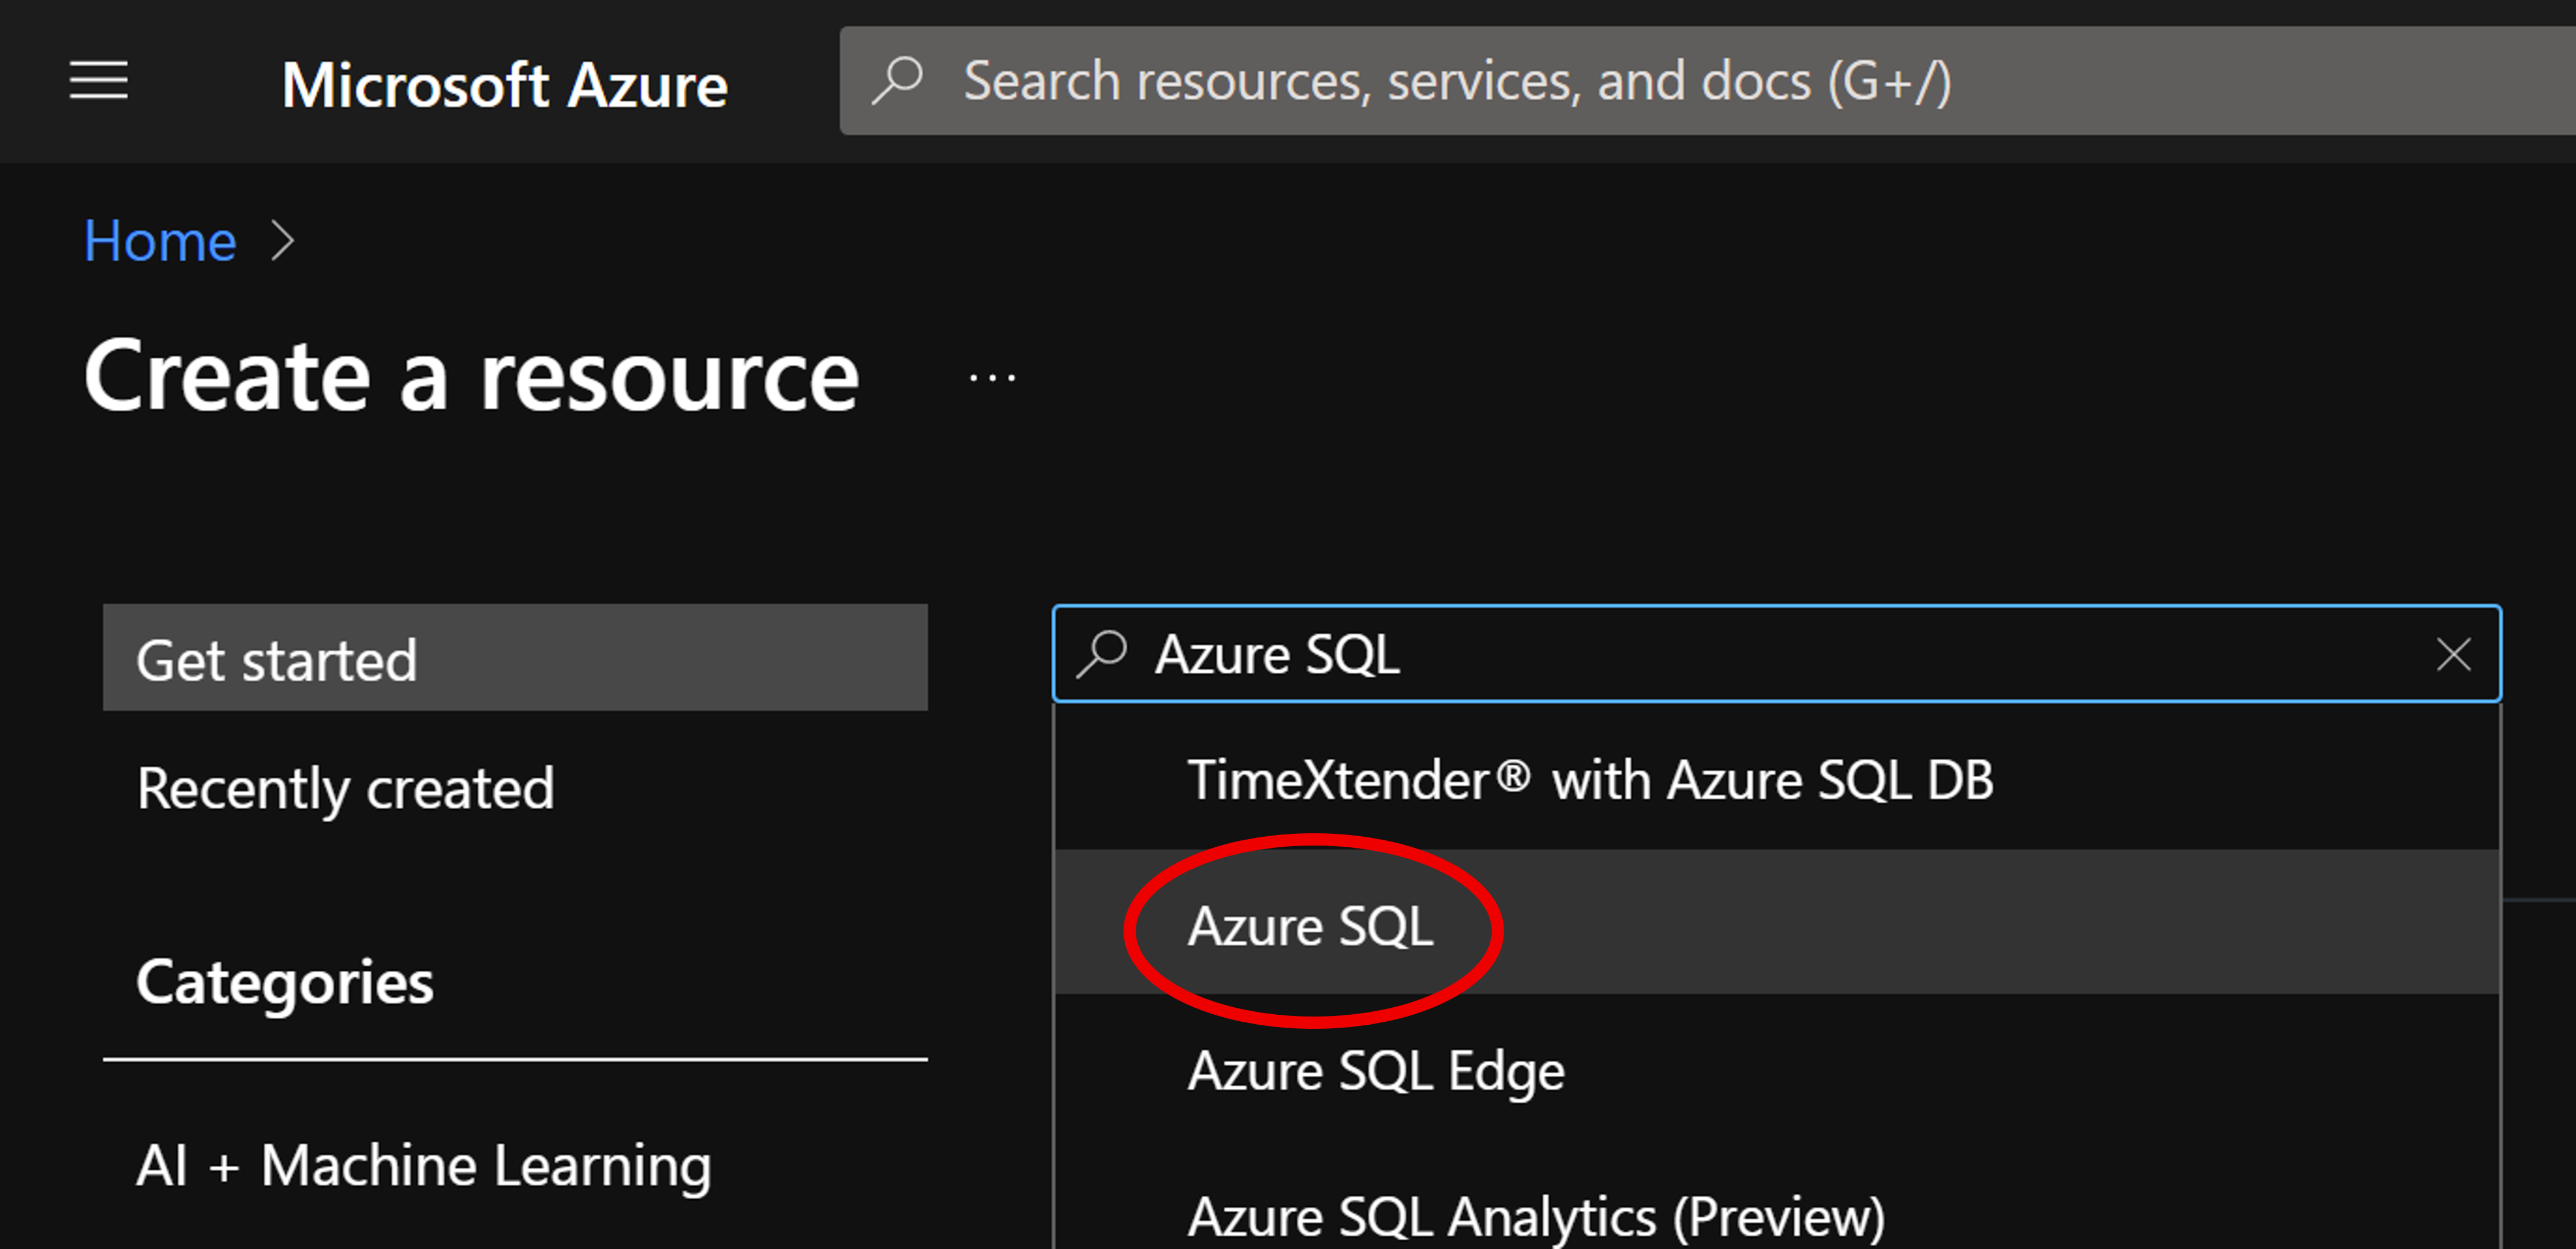 Microsoft Azure
Search resources, services, and docs (G+/)
Home
Create a resource
...
Get started
Recently created
Categories
AI + Machine Learning
Azure SQL
TimeXtender® with Azure SQL DB
Azure SQL
Azure SQL Edge
Azure SQL Analytics (Preview)